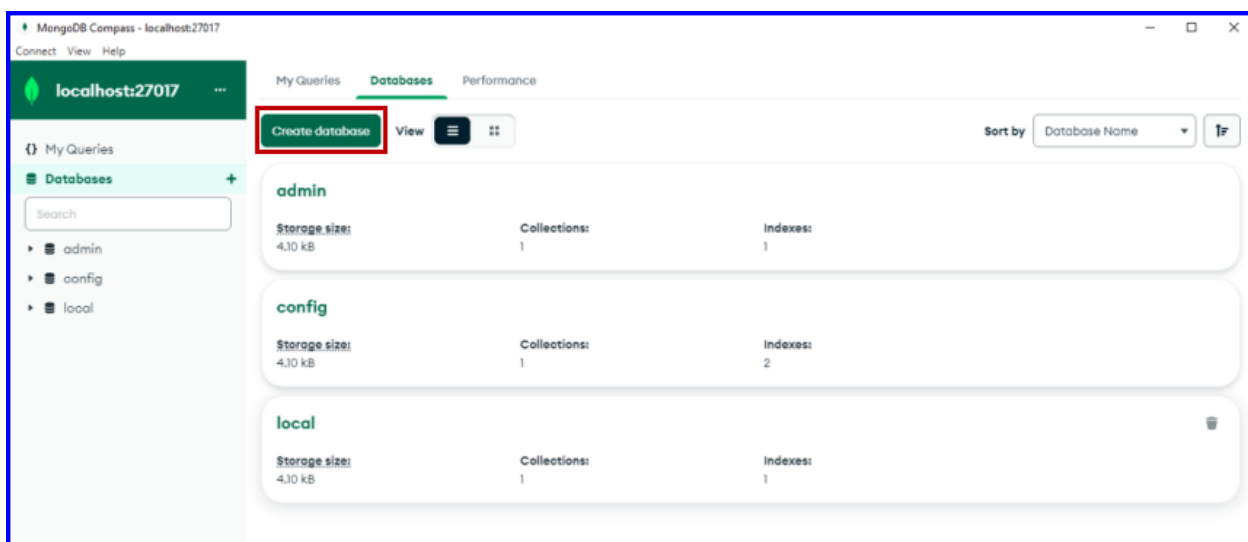 MongoDB Compass - localhost:27017
Connect View Help
localhost:27017 ...
My Queries Databases Performance
Create database View Sort by Database Name
{} My Queries
Databases +
Search
admin
config
local
admin
Storage size: Collections: Indexes:
4.10 kB 1 1
config
Storage size: Collections: Indexes:
4.10 kB 1 2
local
Storage size: Collections: Indexes:
4.10 kB 1 1